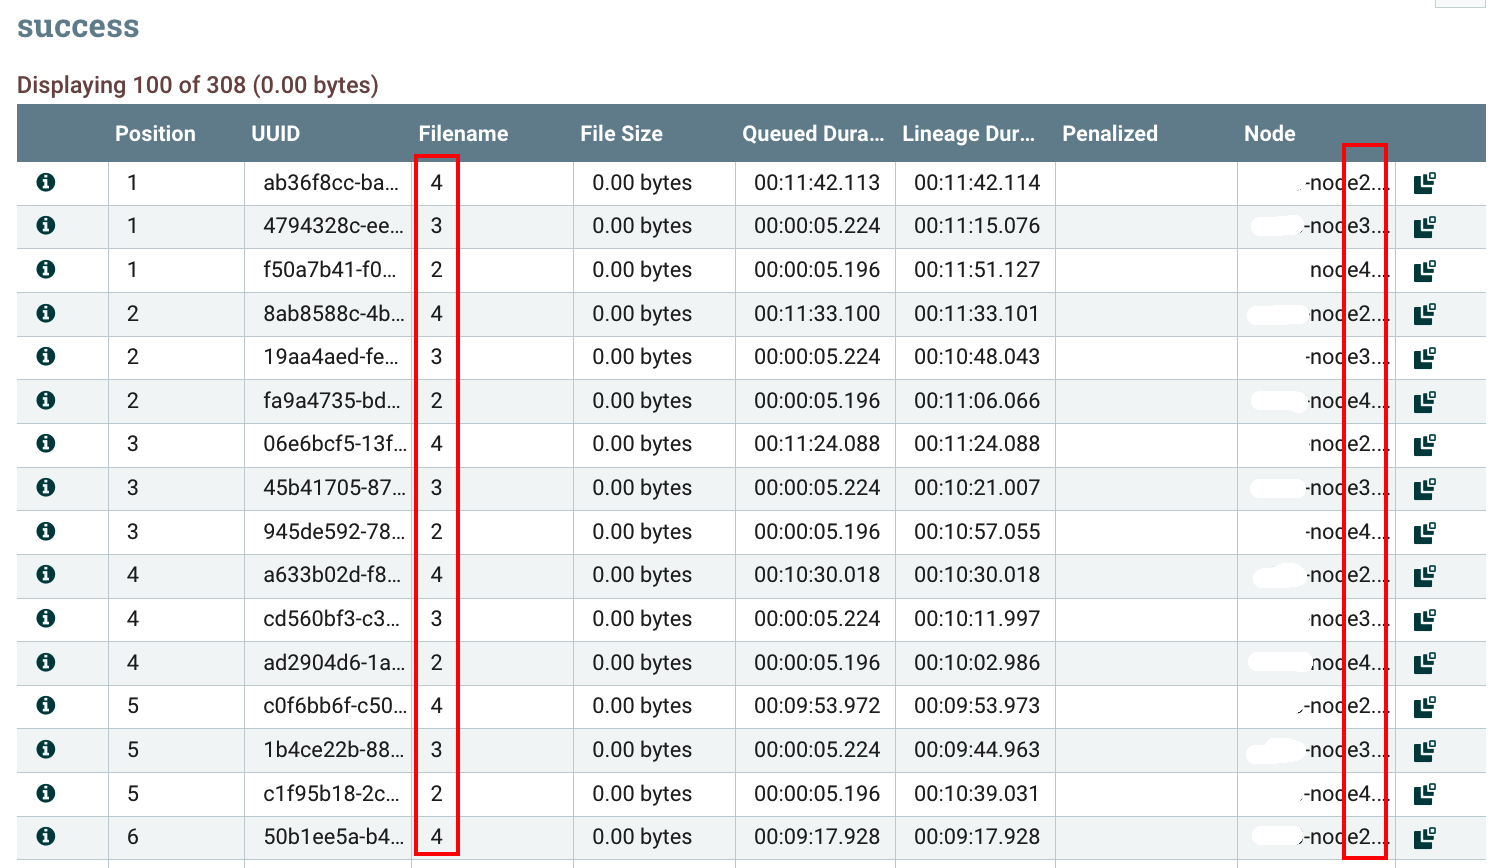 success
Displaying 100 of 308 (0.00 bytes)
Position UUID Filename File Size Queued Dura... Lineage Dur... Penalized Node
1 ab36f8cc-ba... 4 0.00 bytes 00:11:42.113 00:11:42.114 -node2....
1 4794328c-ee... 3 0.00 bytes 00:00:05.224 00:11:15.076 -node3....
1 f50a7b41-f0... 2 0.00 bytes 00:00:05.196 00:11:51.127 node4....
2 8ab8588c-4b... 4 0.00 bytes 00:11:33.100 00:11:33.101 node2....
2 19aa4aed-fe... 3 0.00 bytes 00:00:05.224 00:10:48.043 -node3....
2 fa9a4735-bd... 2 0.00 bytes 00:00:05.196 00:11:06.066 -node4....
3 06e6bcf5-13f... 4 0.00 bytes 00:11:24.088 00:11:24.088 node2....
3 45b41705-87... 3 0.00 bytes 00:00:05.224 00:10:21.007 -node3....
3 945de592-78... 2 0.00 bytes 00:00:05.196 00:10:57.055 -node4....
4 a633b02d-f8... 4 0.00 bytes 00:10:30.018 00:10:30.018 -node2....
4 cd560bf3-c3... 3 0.00 bytes 00:00:05.224 00:10:11.997 node3....
4 ad2904d6-1a... 2 0.00 bytes 00:00:05.196 00:10:02.986 node4....
5 c0f6bb6f-c50... 4 0.00 bytes 00:09:53.972 00:09:53.973 -node2....
5 1b4ce22b-88... 3 0.00 bytes 00:00:05.224 00:09:44.963 -node3....
5 c1f95b18-2c... 2 0.00 bytes 00:00:05.196 00:10:39.031 -node4....
6 50b1ee5a-b4... 4 0.00 bytes 00:09:17.928 00:09:17.928 -node2....